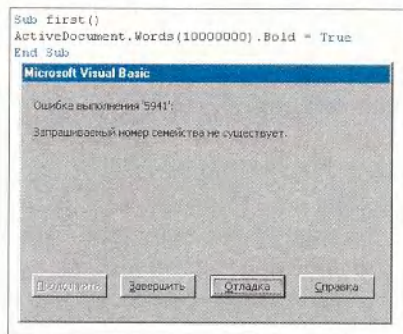 Sub first()
ActiveDocument.Words(10000000).Bold = True
End Sub
Microsoft Visual Basic
Ошибка выполнения '5941':
Запрашиваемый номер семейства не существует.
Продолжить Завершить Отладка Справка